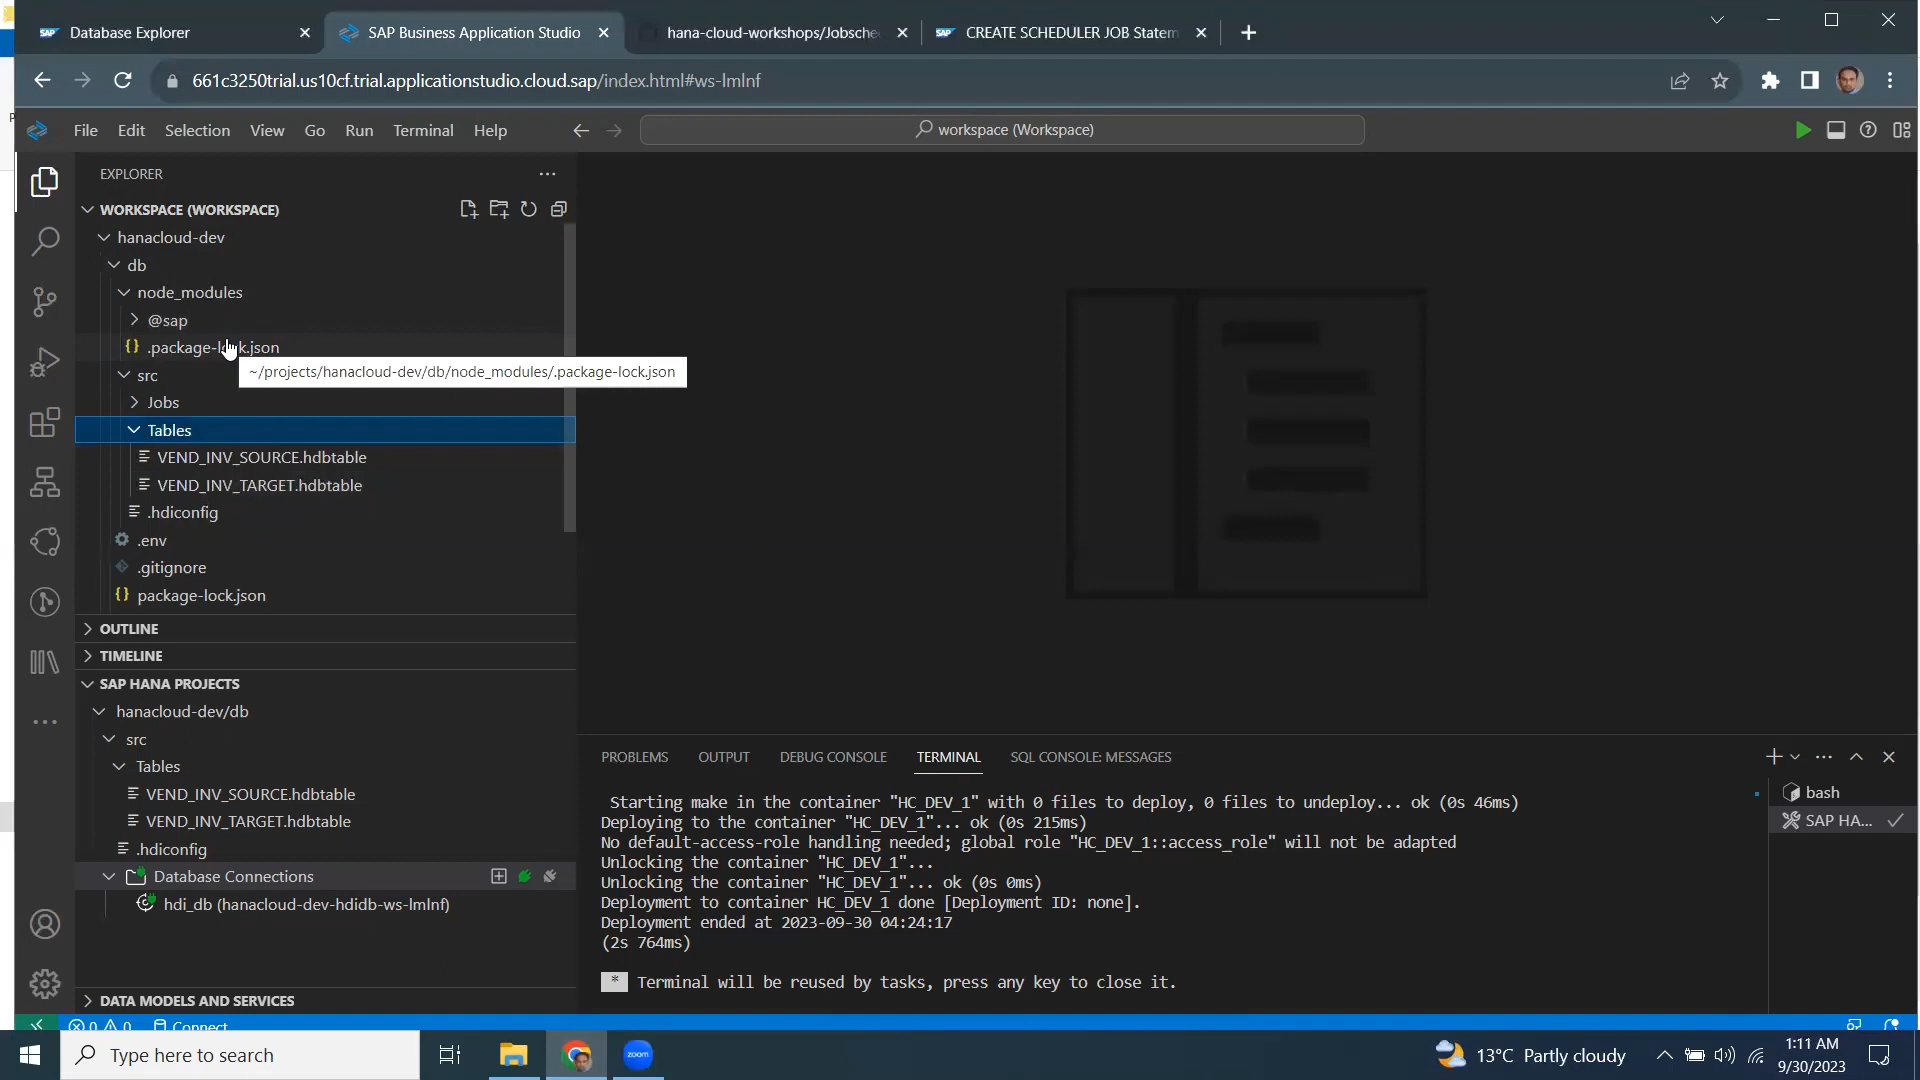 Database Explorer
SAP Business Application Studio
hana-cloud-workshops/Jobsche
CREATE SCHEDULER JOB Statem
661c3250trial.us10cf.trial.applicationstudio.cloud.sap/index.html#ws-lmlnf
File Edit Selection View Go Run Terminal Help
workspace (Workspace)
EXPLORER
WORKSPACE (WORKSPACE)
hanacloud-dev
db
node_modules
@sap
.package-lock.json
~/projects/hanacloud-dev/db/node_modules/.package-lock.json
src
Jobs
Tables
VEND_INV_SOURCE.hdbtable
VEND_INV_TARGET.hdbtable
.hdiconfig
.env
.gitignore
package-lock.json
OUTLINE
TIMELINE
SAP HANA PROJECTS
hanacloud-dev/db
src
Tables
VEND_INV_SOURCE.hdbtable
VEND_INV_TARGET.hdbtable
.hdiconfig
Database Connections
hdi_db (hanacloud-dev-hdidb-ws-lmlnf)
DATA MODELS AND SERVICES
PROBLEMS OUTPUT DEBUG CONSOLE TERMINAL SQL CONSOLE: MESSAGES
Starting make in the container "HC_DEV_1" with 0 files to deploy, 0 files to undeploy... ok (0s 46ms)
Deploying to the container "HC_DEV_1"... ok (0s 215ms)
No default-access-role handling needed; global role "HC_DEV_1::access_role" will not be adapted
Unlocking the container "HC_DEV_1"...
Unlocking the container "HC_DEV_1"... ok (0s 0ms)
Deployment to container HC_DEV_1 done [Deployment ID: none].
Deployment ended at 2023-09-30 04:24:17
(2s 764ms)
* Terminal will be reused by tasks, press any key to close it.
bash
SAP HA...
0 0 Connect
Type here to search
zoom
13°C Partly cloudy
1:11 AM
9/30/2023